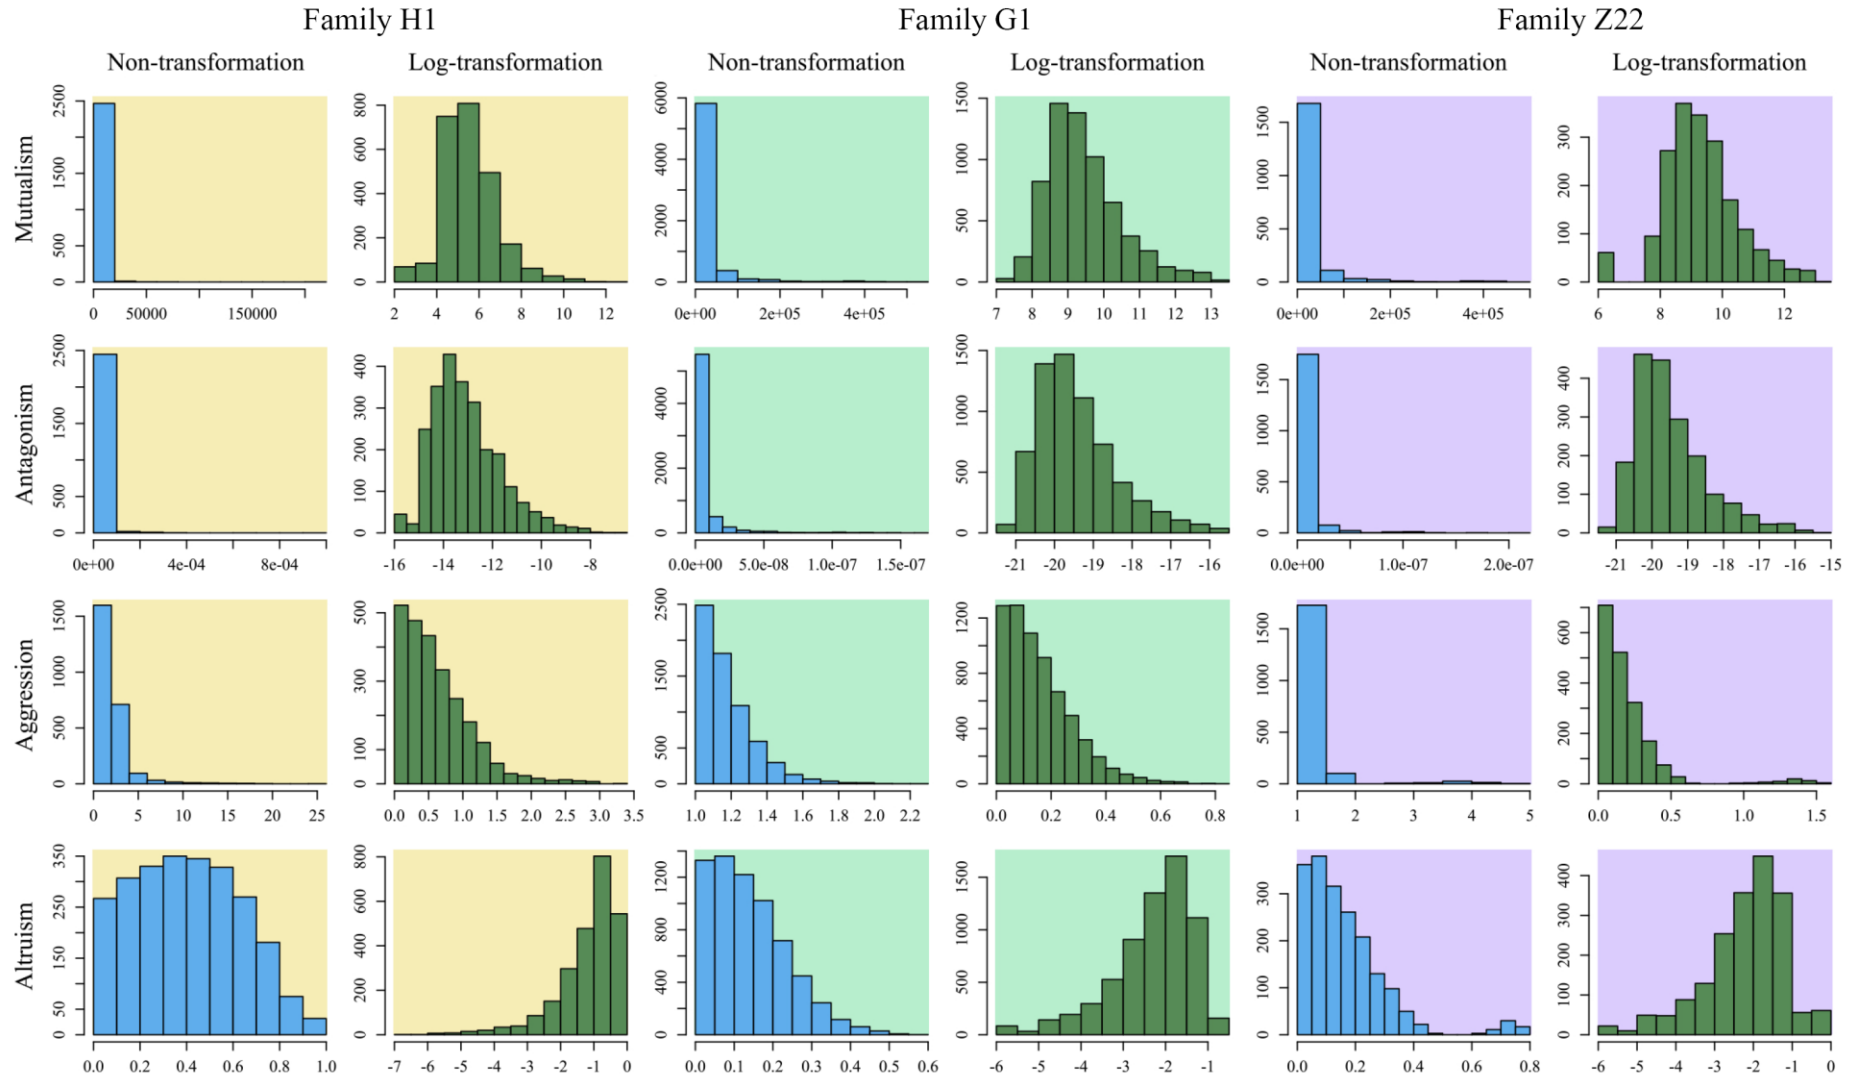 Family H1 Family G1 Family Z22
Non-transformation Log-transformation Non-transformation Log-transformation Non-transformation Log-transformation
Mutualism
0 500 1500 2500
0 200 400 600 800
0 2000 4000 6000
0 500 1000 1500
0 500 1000 1500
0 100 200 300
0 50000 150000
2 4 6 8 10 12
0e+00 2e+05 4e+05
7 8 9 10 11 12 13
0e+00 2e+05 4e+05
6 8 10 12
Antagonism
0 500 1500 2500
0 100 200 300 400
0 2000 4000
0 500 1000 1500
0 500 1000 1500
0 100 200 300 400
0e+00 4e-04 8e-04
-16 -14 -12 -10 -8
0.0e+00 5.0e-08 1.0e-07 1.5e-07
-21 -20 -19 -18 -17 -16
0.0e+00 1.0e-07 2.0e-07
-21 -20 -19 -18 -17 -16 -15
Aggression
0 500 1000 1500
0 100 300 500
0 500 1500 2500
0 400 800 1200
0 500 1000 1500
0 200 400 600
0 5 10 15 20 25
0.0 0.5 1.0 1.5 2.0 2.5 3.0 3.5
1.0 1.2 1.4 1.6 1.8 2.0 2.2
0.0 0.2 0.4 0.6 0.8
1 2 3 4 5
0.0 0.5 1.0 1.5
Altruism
0 50 150 250 350
0 200 400 600 800
0 400 800 1200
0 500 1000 1500
0 100 200 300
0 100 200 300 400
0.0 0.2 0.4 0.6 0.8 1.0
-7 -6 -5 -4 -3 -2 -1 0
0.0 0.1 0.2 0.3 0.4 0.5 0.6
-6 -5 -4 -3 -2 -1
0.0 0.2 0.4 0.6 0.8
-6 -5 -4 -3 -2 -1 0